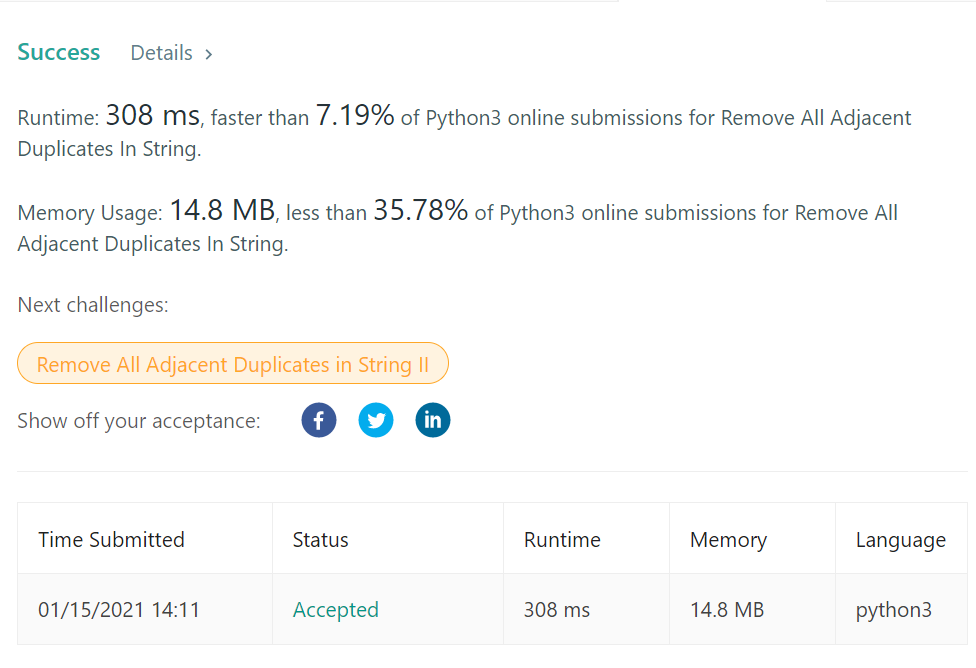 Success Details >
Runtime: 308 ms, faster than 7.19% of Python3 online submissions for Remove All Adjacent
Duplicates In String.
Memory Usage: 14.8 MB, less than 35.78% of Python3 online submissions for Remove All
Adjacent Duplicates In String.
Next challenges:
Remove All Adjacent Duplicates in String II
Show off your acceptance: f in
Time Submitted Status Runtime Memory Language
01/15/2021 14:11 Accepted 308 ms 14.8 MB python3